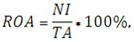 ROA = NI/TA * 100%,